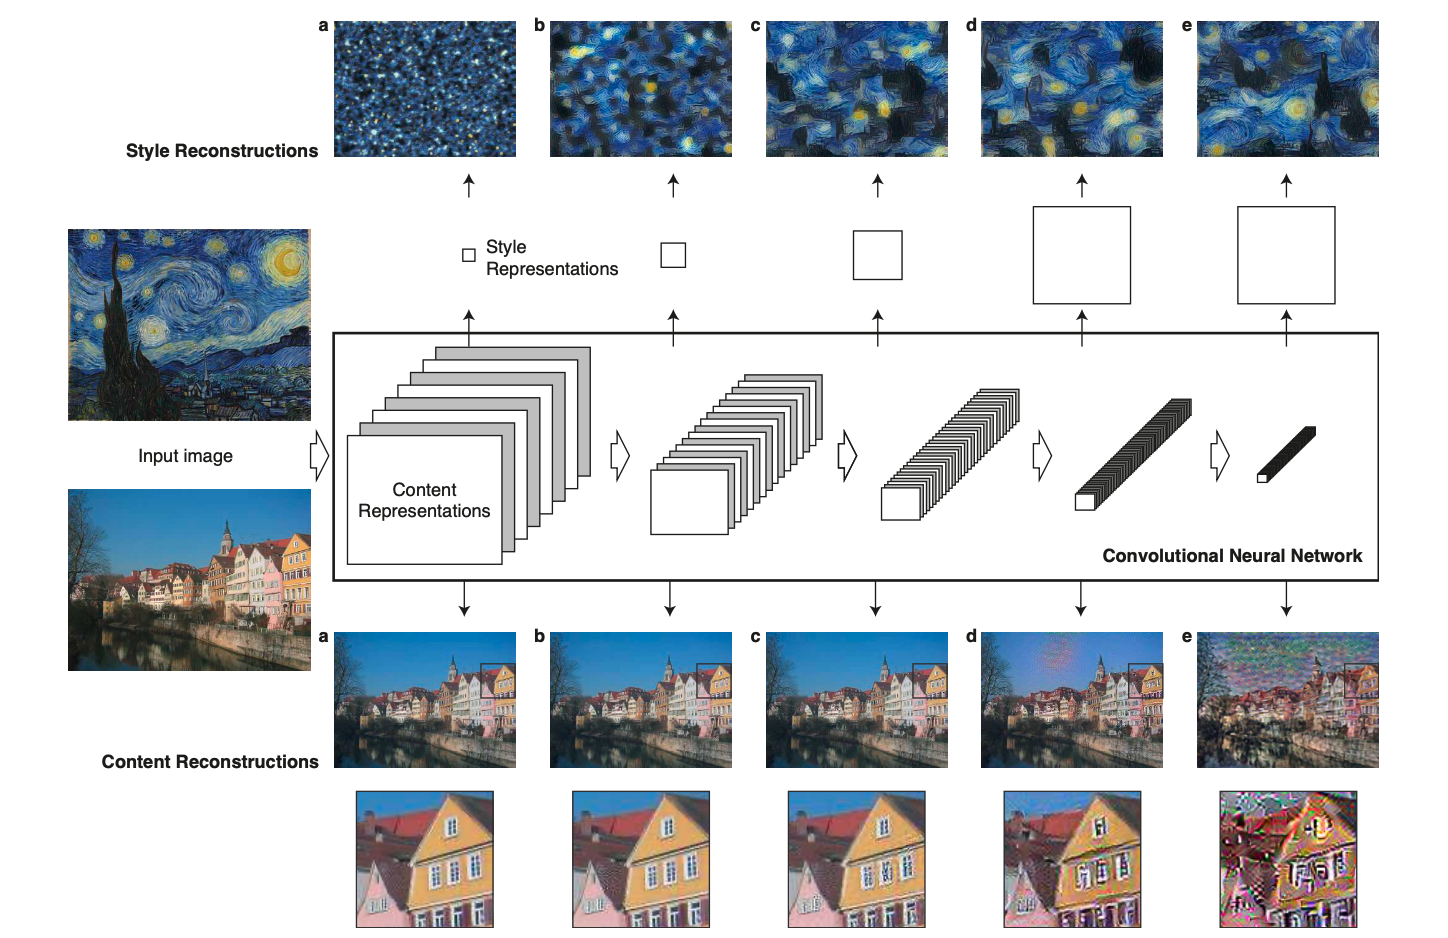 a
b
c
d
e
Style Reconstructions
Style
Representations
Input image
Content
Representations
Convolutional Neural Network
a
b
c
d
e
Content Reconstructions